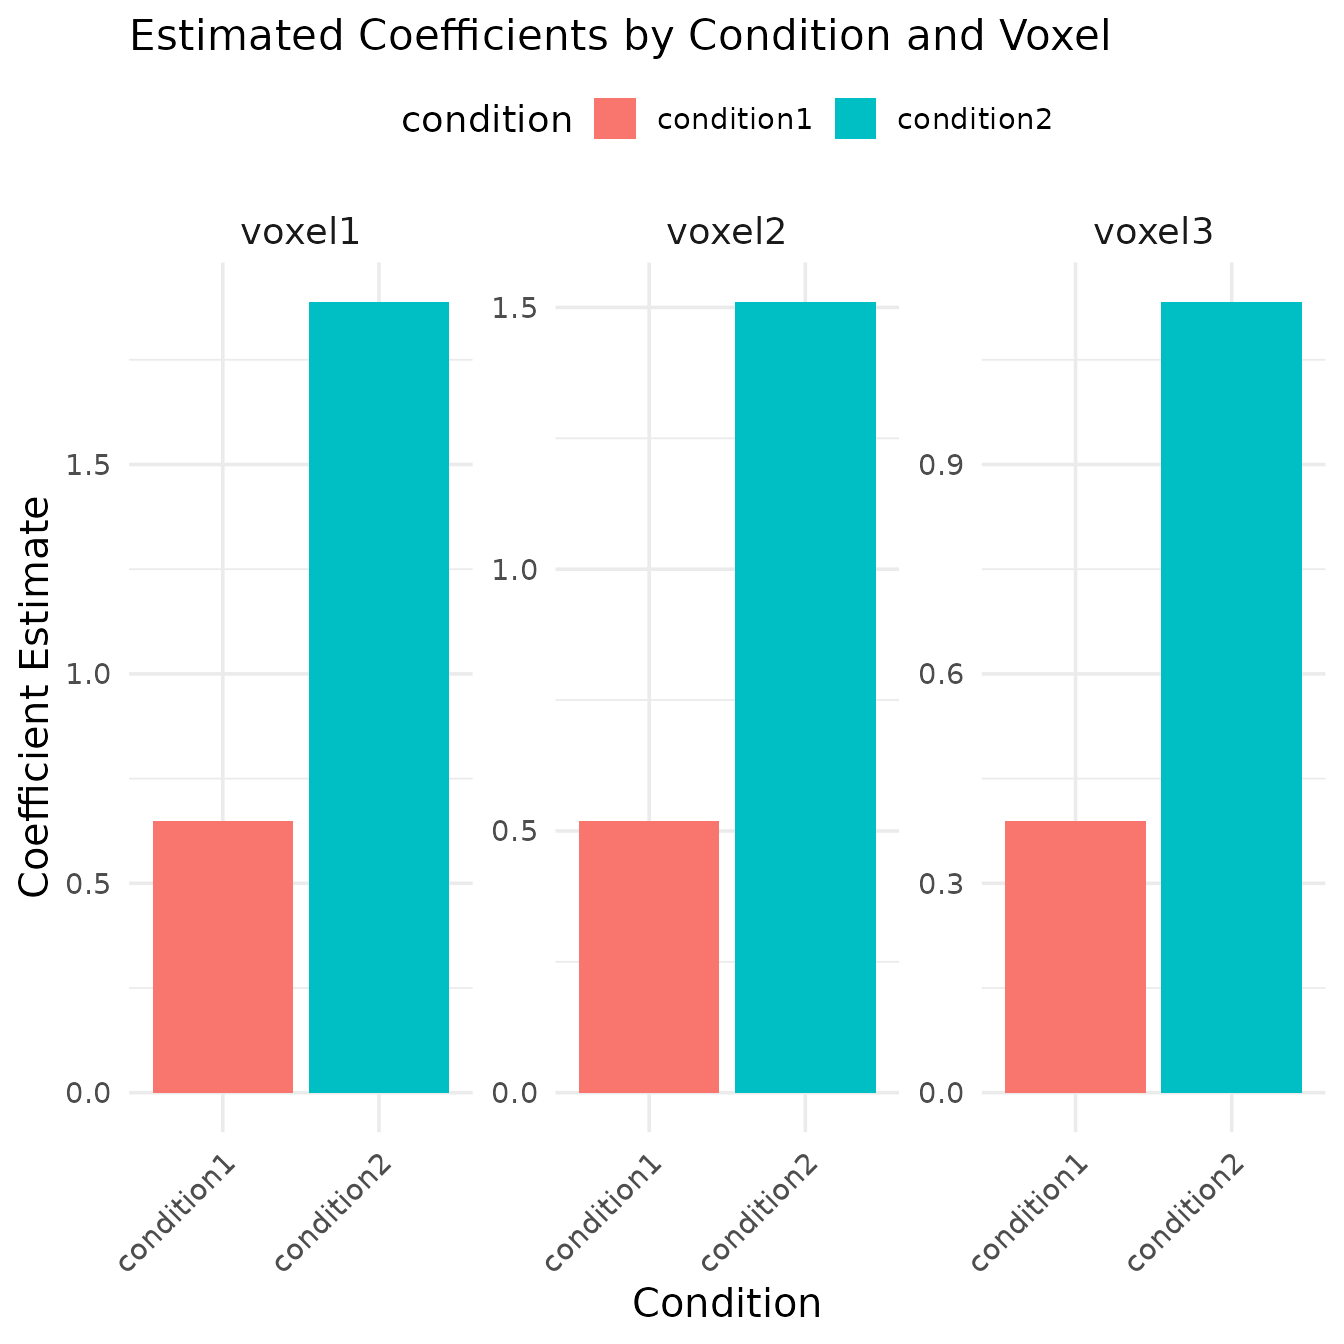 Estimated Coefficients by Condition and Voxel
condition condition1 condition2
voxel1 voxel2 voxel3
Coefficient Estimate
1.5
1.0
0.5
0.0
1.5
1.0
0.5
0.0
0.9
0.6
0.3
0.0
condition1 condition2 condition1 condition2 condition1 condition2
Condition